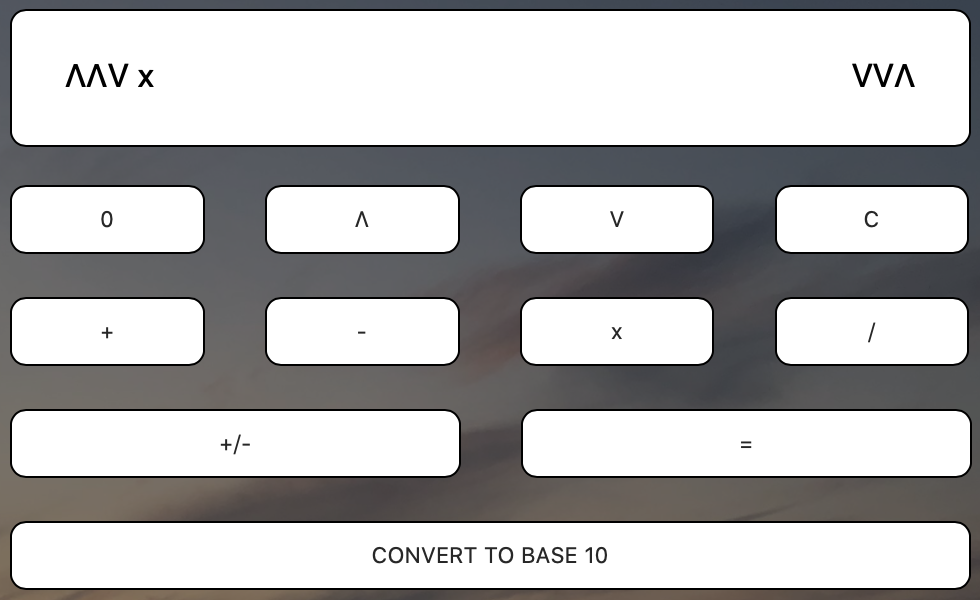 ΛΛV x VVΛ
0 Λ V C
+ - x /
+/- =
CONVERT TO BASE 10